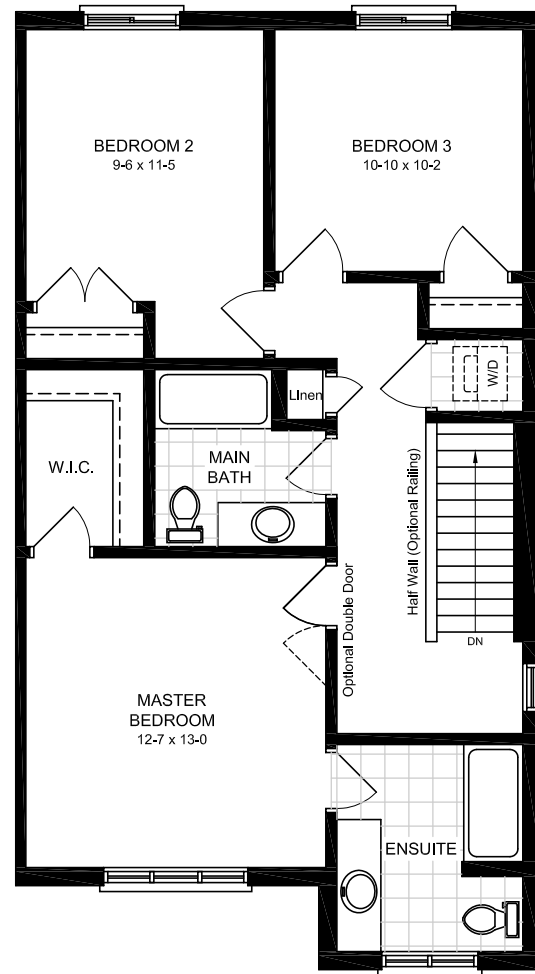 BEDROOM 2
9-6 x 11-5
BEDROOM 3
10-10 x 10-2
W/D
Linen
W.I.C.
MAIN
BATH
Half Wall (Optional Railing)
Optional Double Door
DN
MASTER
BEDROOM
12-7 x 13-0
ENSUITE